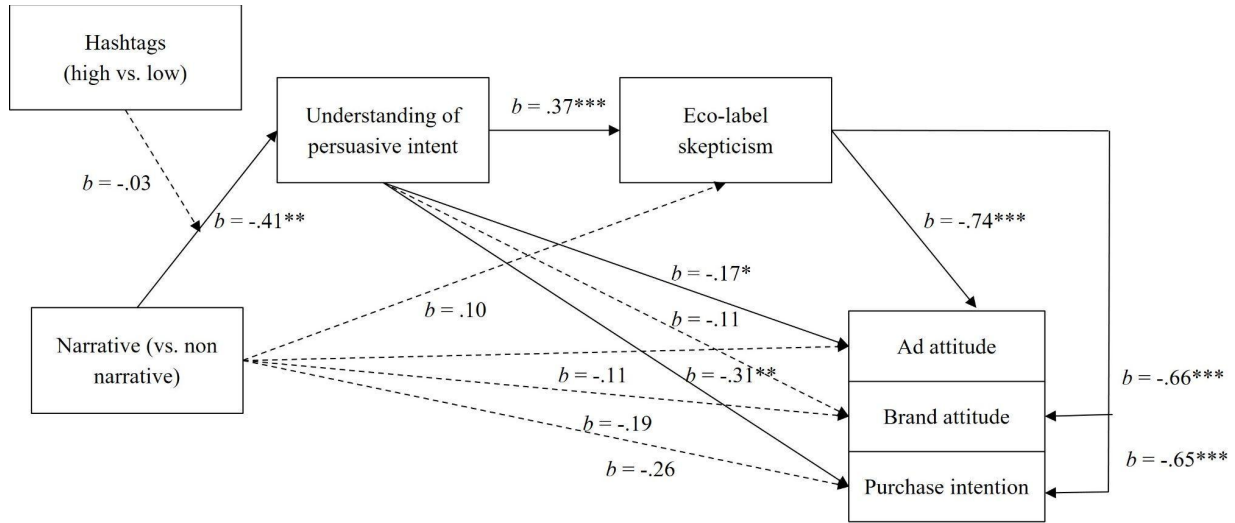 Hashtags
(high vs. low)
Understanding of
persuasive intent
b = .37***
Eco-label
skepticism
b = -.03
b = -.41**
b = -.74***
b = -.17*
b = .10
b = -.11
Narrative (vs. non
narrative)
Ad attitude
b = -.11
b = -.31**
b = -.66***
Brand attitude
b = -.19
b = -.26
b = -.65***
Purchase intention